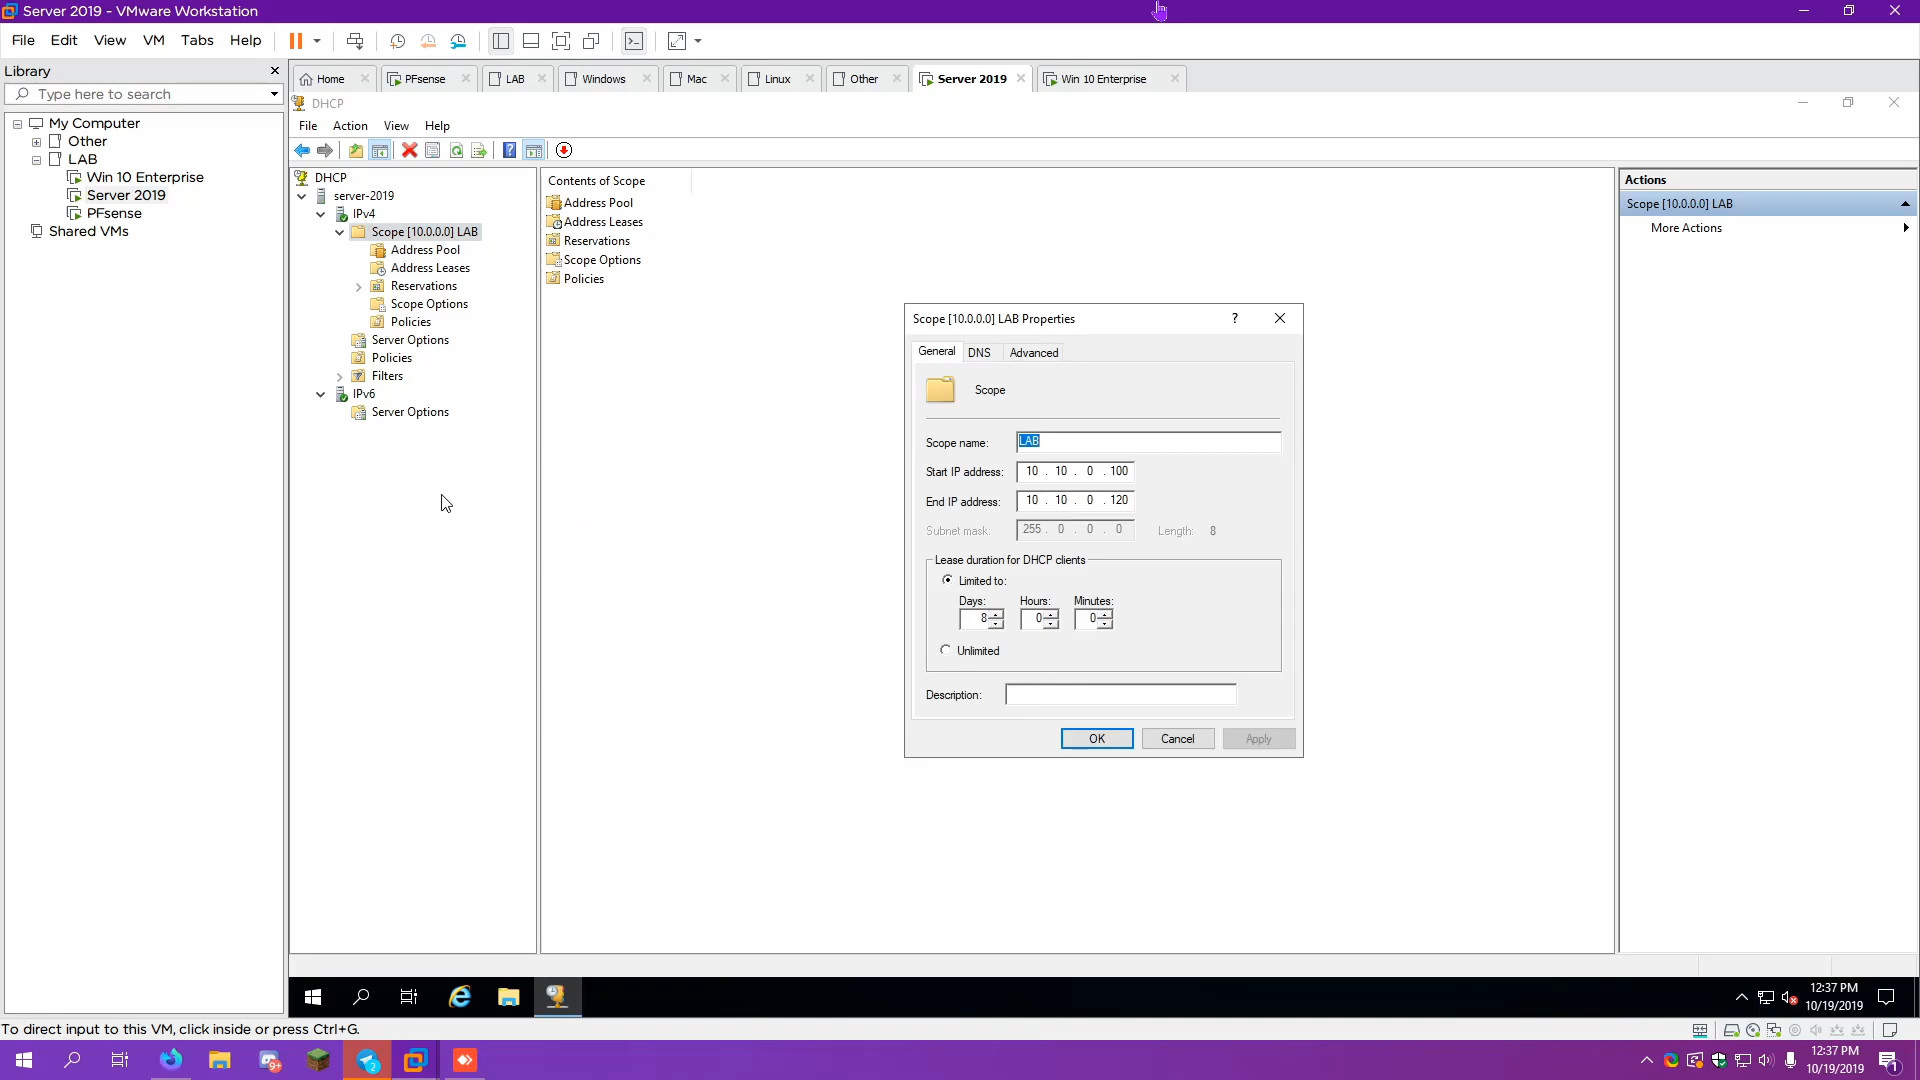 Server 2019 - VMware Workstation
File Edit View VM Tabs Help
Library
Type here to search
My Computer
Other
LAB
Win 10 Enterprise
Server 2019
PFsense
Shared VMs
Home PFsense LAB Windows Mac Linux Other Server 2019 Win 10 Enterprise
DHCP
File Action View Help
DHCP
server-2019
IPv4
Scope [10.0.0.0] LAB
Address Pool
Address Leases
Reservations
Scope Options
Policies
Server Options
Policies
Filters
IPv6
Server Options
Contents of Scope
Address Pool
Address Leases
Reservations
Scope Options
Policies
Actions
Scope [10.0.0.0] LAB
More Actions
Scope [10.0.0.0] LAB Properties
General DNS Advanced
Scope
Scope name: LAB
Start IP address: 10 . 10 . 0 . 100
End IP address: 10 . 10 . 0 . 120
Subnet mask: 255 . 0 . 0 . 0 Length: 8
Lease duration for DHCP clients
Limited to:
Days: Hours: Minutes:
8 0 0
Unlimited
Description:
OK Cancel Apply
12:37 PM
10/19/2019
To direct input to this VM, click inside or press Ctrl+G.
9+
2
12:37 PM
10/19/2019
1